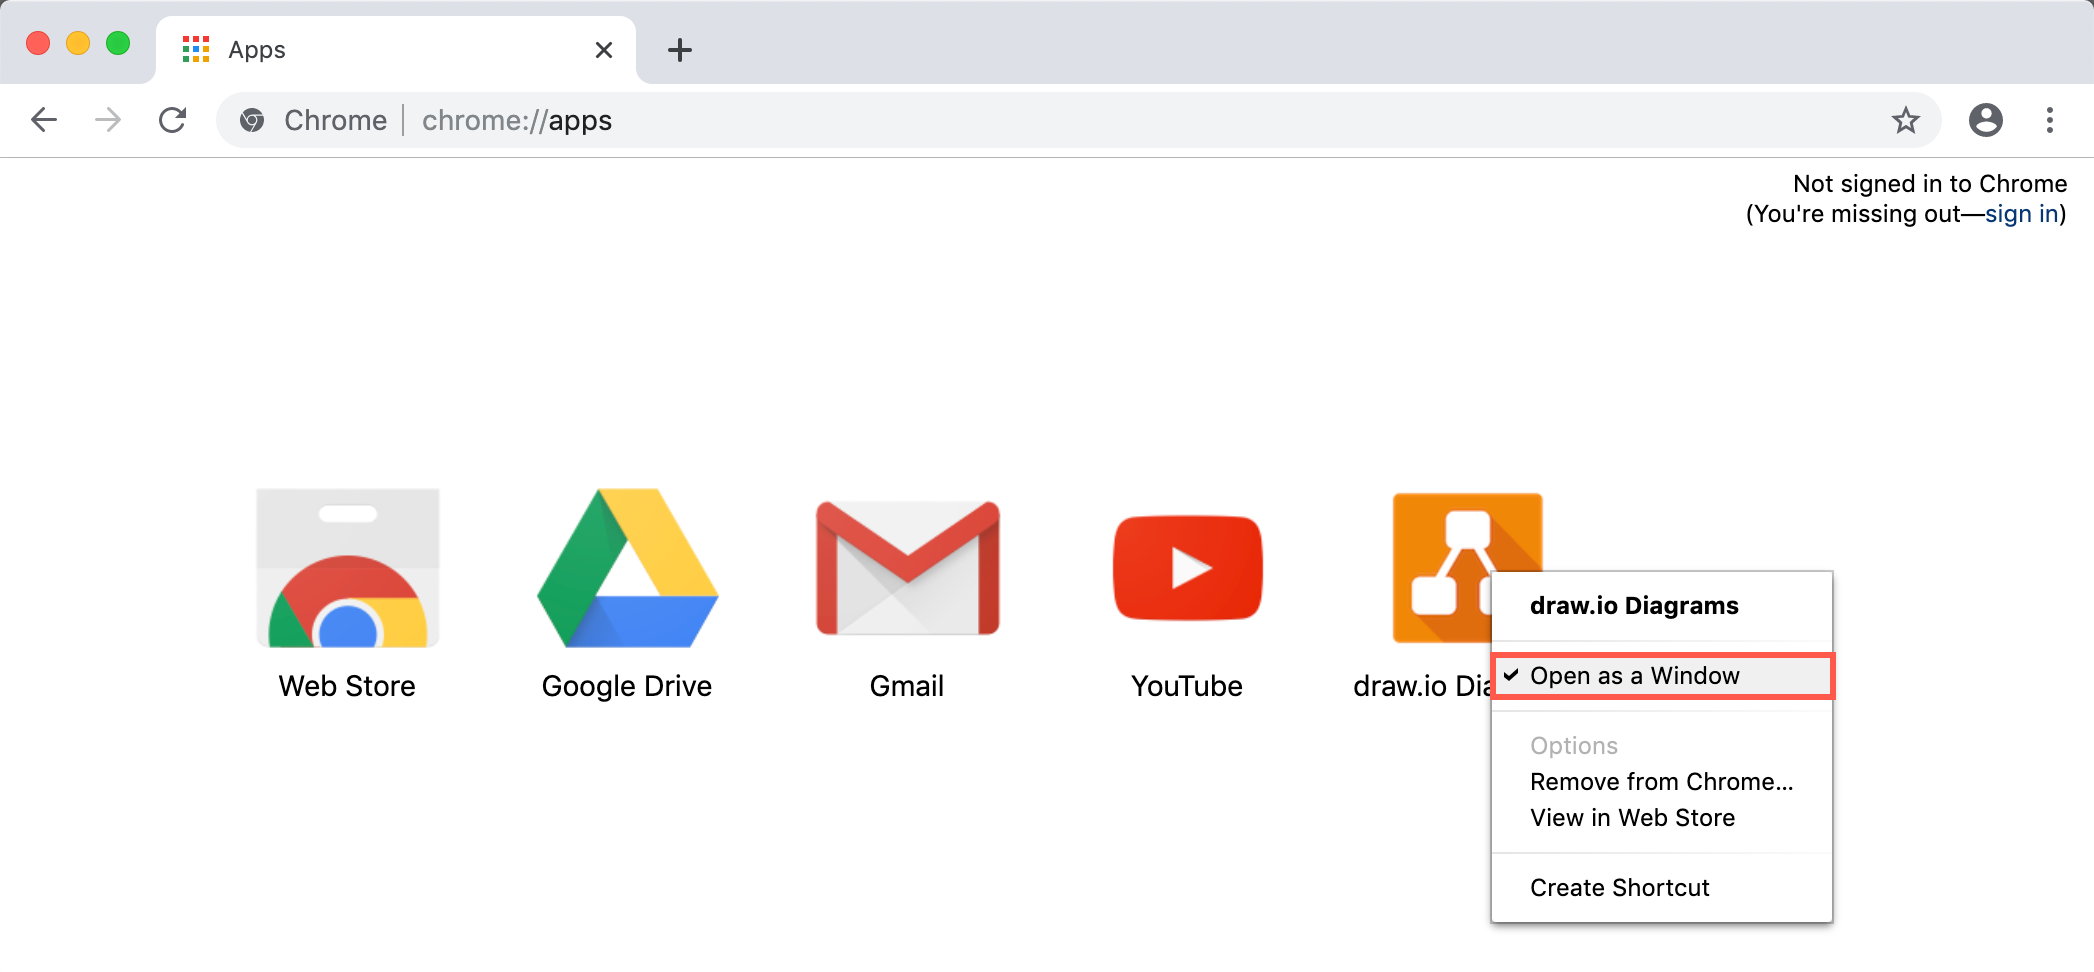 Apps
Chrome
chrome://apps
Not signed in to Chrome
(You're missing out—sign in)
Web Store
Google Drive
Gmail
YouTube
draw.io Dia
draw.io Diagrams
Open as a Window
Options
Remove from Chrome...
View in Web Store
Create Shortcut